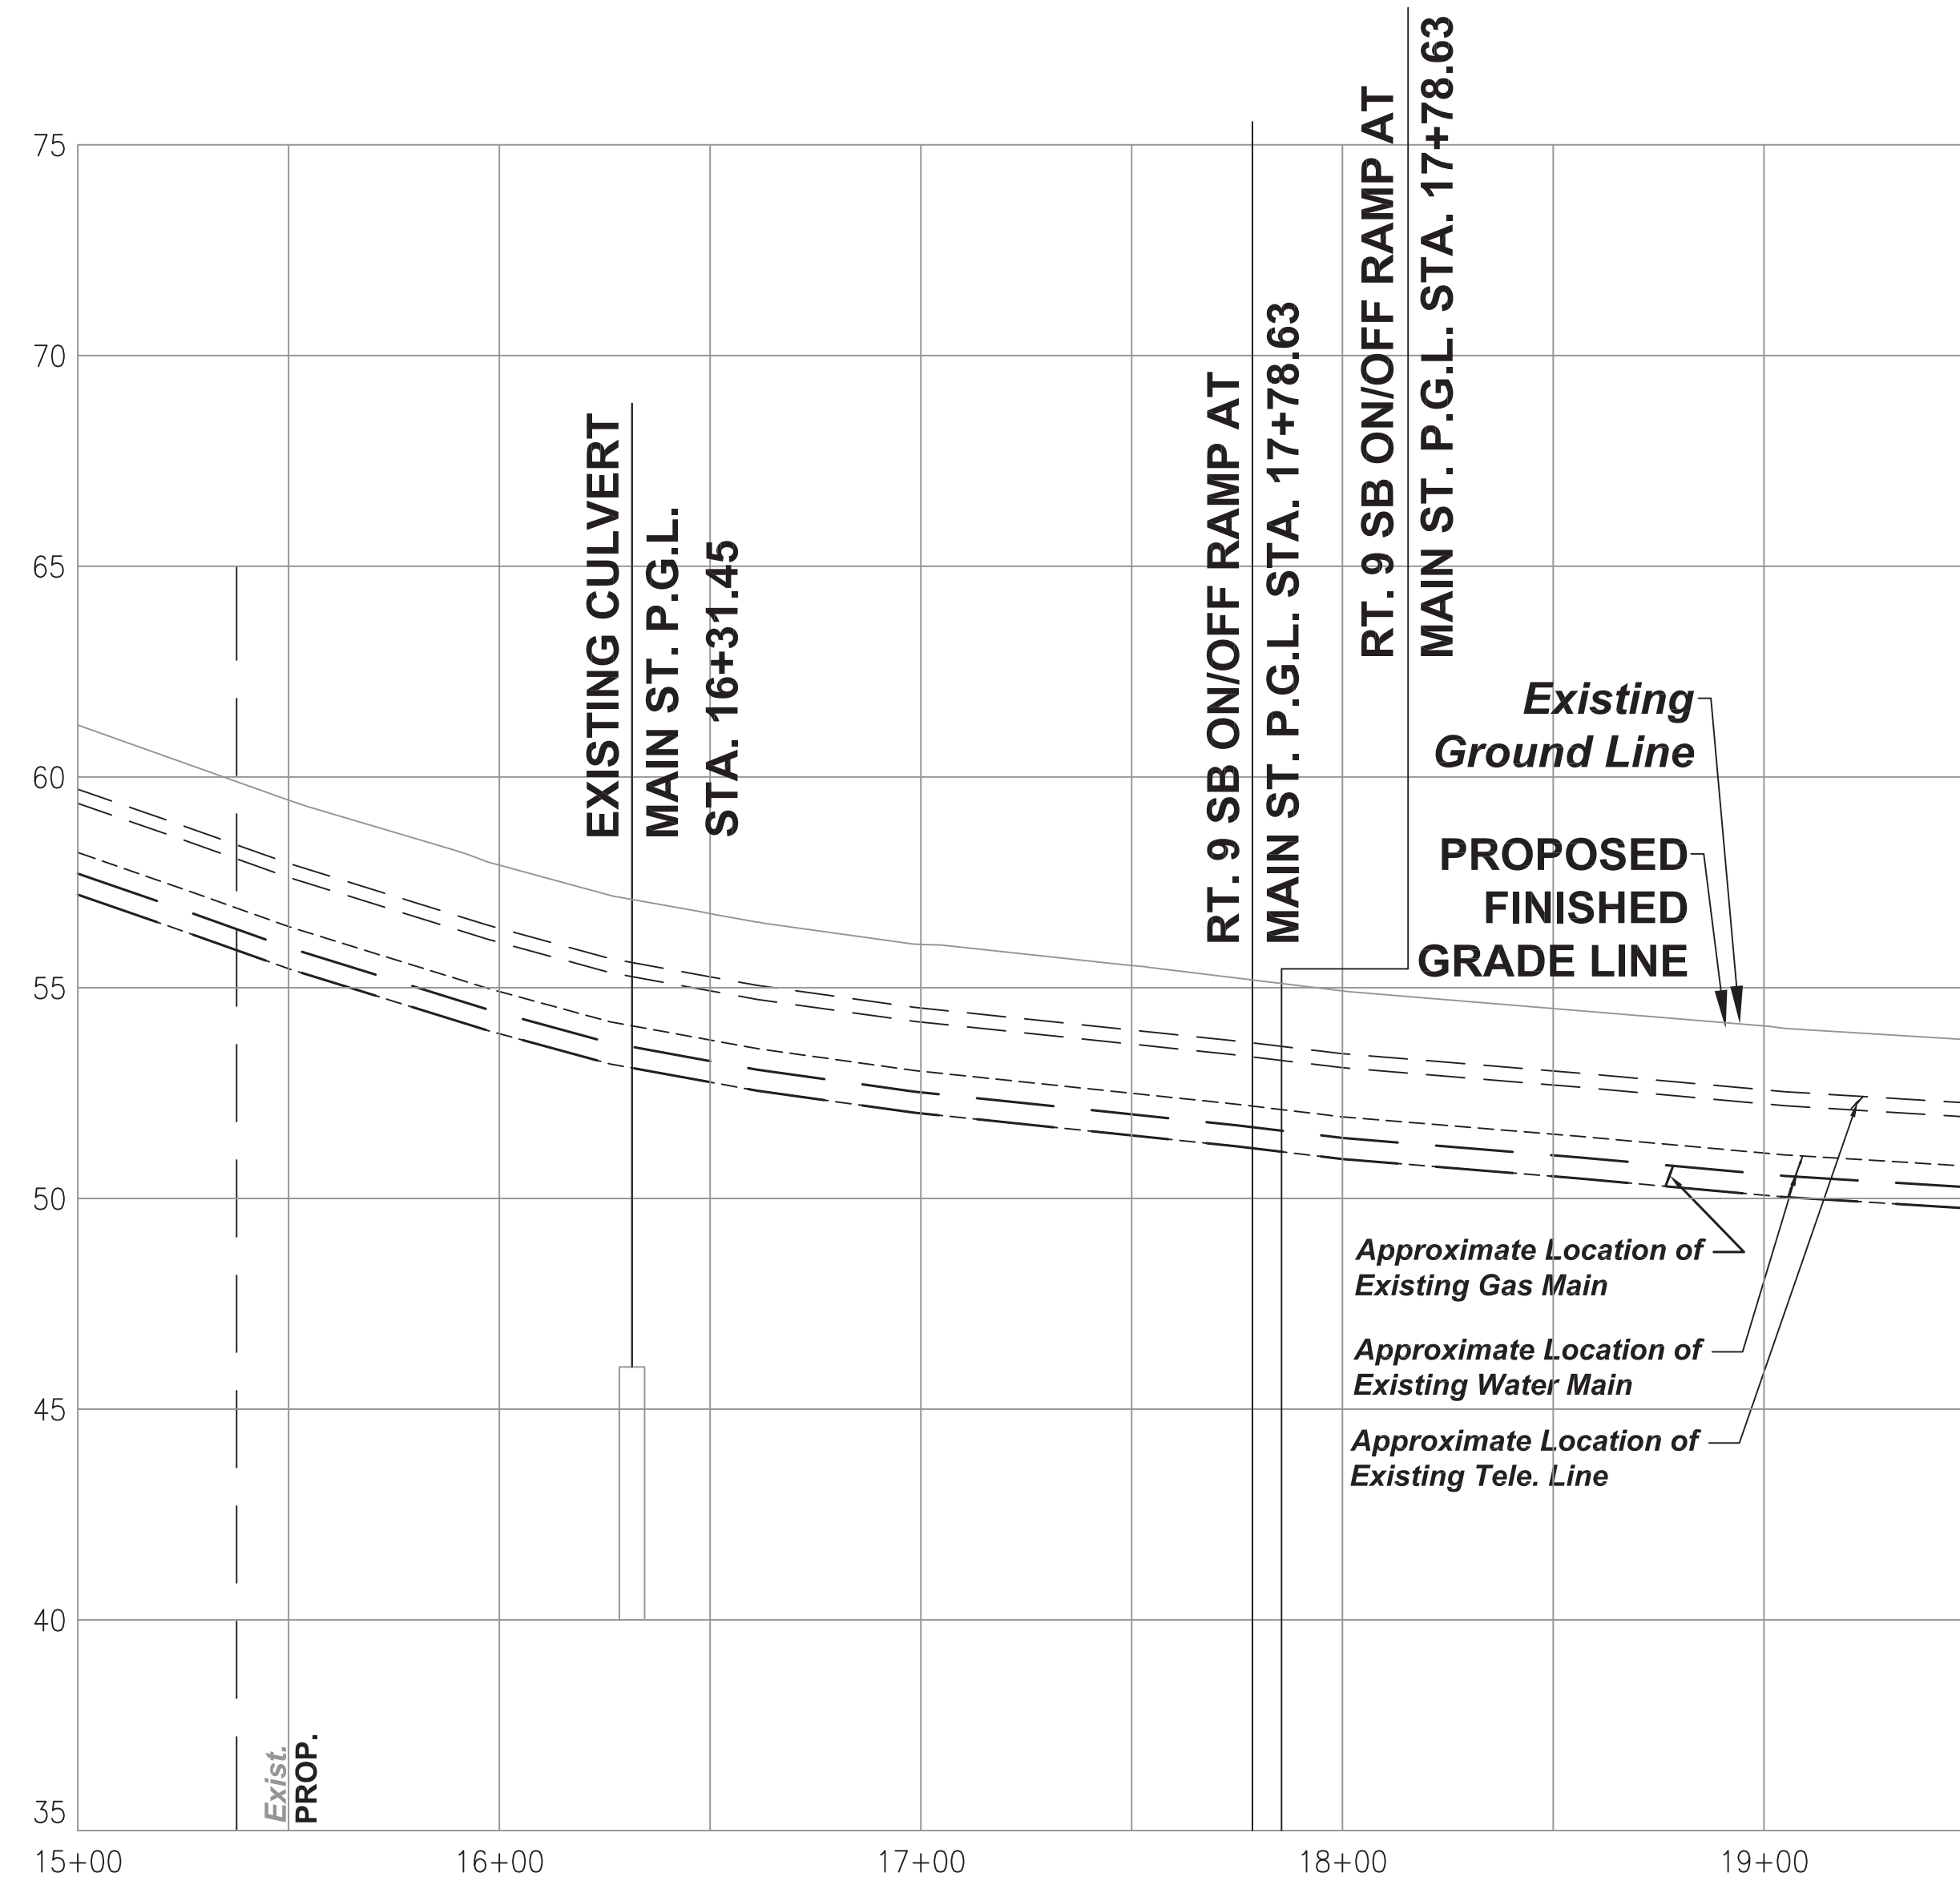 75
70
65
60
55
50
45
40
35
15+00
16+00
17+00
18+00
19+00
EXISTING CULVERT
MAIN ST. P.G.L.
STA. 16+31.45
RT. 9 SB ON/OFF RAMP AT
MAIN ST. P.G.L. STA. 17+78.63
RT. 9 SB ON/OFF RAMP AT
MAIN ST. P.G.L. STA. 17+78.63
Existing
Ground Line
PROPOSED
FINISHED
GRADE LINE
Approximate Location of
Existing Gas Main
Approximate Location of
Existing Water Main
Approximate Location of
Existing Tele. Line
Exist.
PROP.